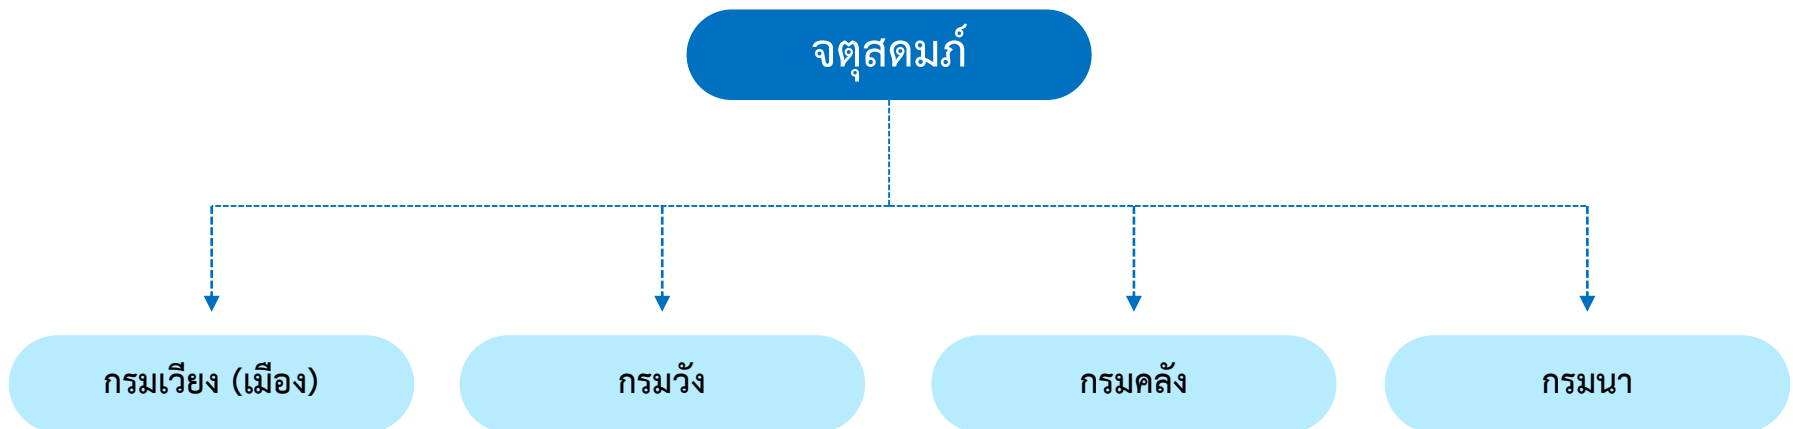 จตุสดมภ์
กรมเวียง (เมือง)
กรมวัง
กรมคลัง
กรมนา